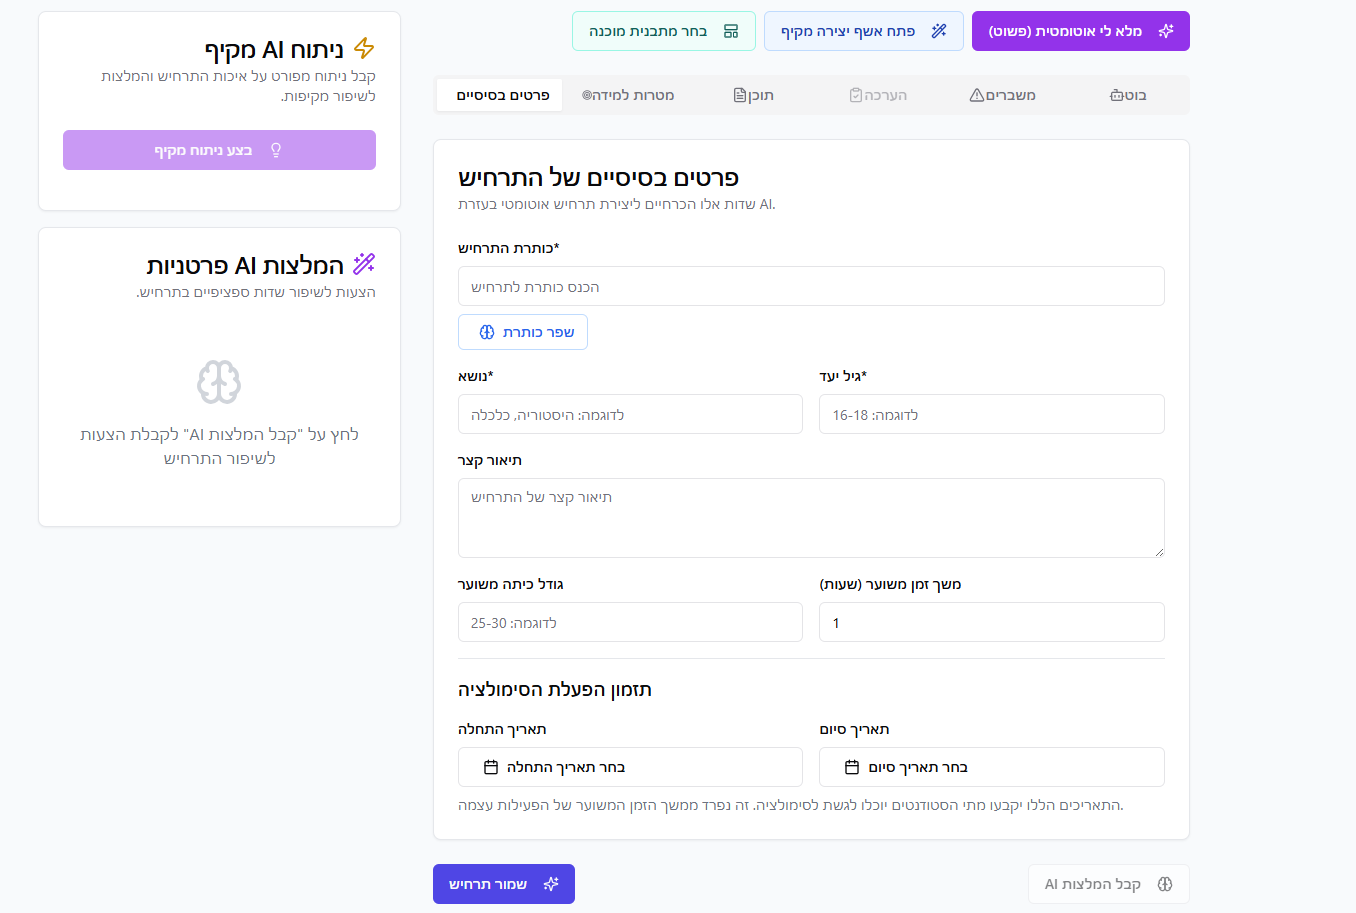 מלא לי אוטומטית (פשוט)
פתח אשף יצירה מקיף
בחר מתבנית מוכנה
פרטים בסיסיים
מטרות למידה
תוכן
הערכה
משברים
בוט
פרטים בסיסיים של התרחיש
שדות אלו הכרחיים ליצירת תרחיש אוטומטי בעזרת AI.
כותרת התרחיש*
הכנס כותרת לתרחיש
שפר כותרת
גיל יעד*
לדוגמה: 16-18
נושא*
לדוגמה: היסטוריה, כלכלה
תיאור קצר
תיאור קצר של התרחיש
משך זמן משוער (שעות)
1
גודל כיתה משוער
לדוגמה: 25-30
תזמון הפעלת הסימולציה
תאריך סיום
בחר תאריך סיום
תאריך התחלה
בחר תאריך התחלה
התאריכים הללו יקבעו מתי הסטודנטים יוכלו לגשת לסימולציה. זה נפרד ממשך הזמן המשוער של הפעילות עצמה.
קבל המלצות AI
שמור תרחיש
ניתוח AI מקיף
קבל ניתוח מפורט על איכות התרחיש והמלצות
לשיפור מקיפות.
בצע ניתוח מקיף
המלצות AI פרטניות
הצעות לשיפור שדות ספציפיים בתרחיש.
לחץ על "קבל המלצות AI" לקבלת הצעות
לשיפור התרחיש